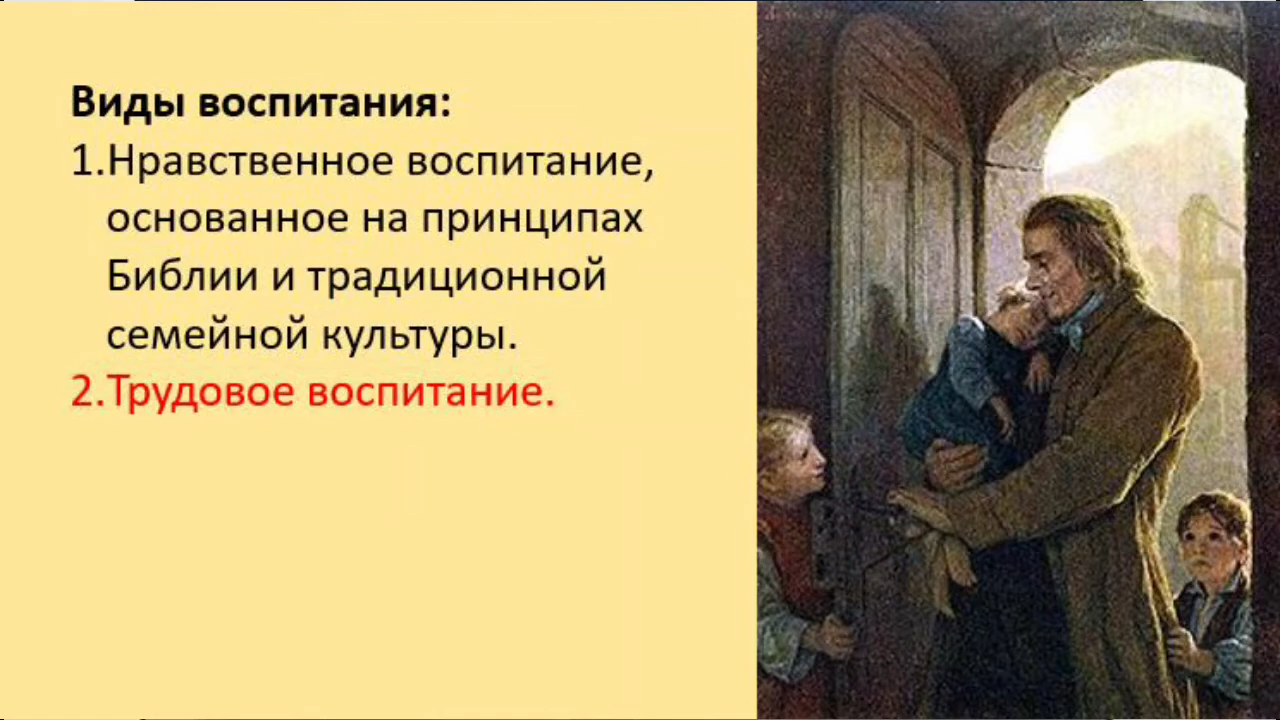 Виды воспитания:
1.Нравственное воспитание,
основанное на принципах
Библии и традиционной
семейной культуры.
2.Трудовое воспитание.